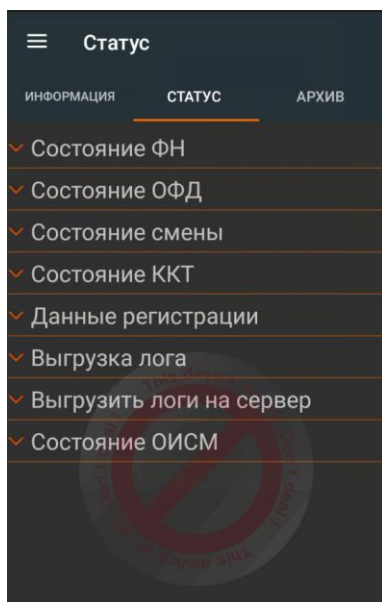 Статус
ИНФОРМАЦИЯ СТАТУС АРХИВ
Состояние ФН
Состояние ОФД
Состояние смены
Состояние ККТ
Данные регистрации
Выгрузка лога
Выгрузить логи на сервер
Состояние ОИСМ